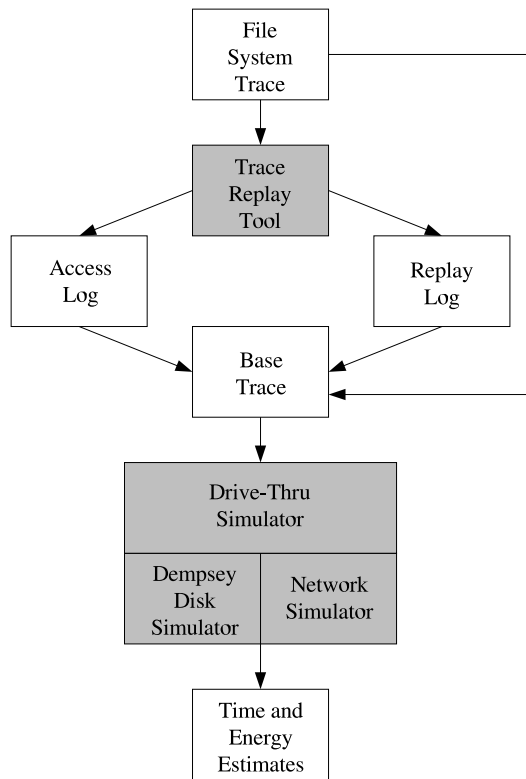 File
System
Trace
Trace
Replay
Tool
Access
Log
Replay
Log
Base
Trace
Drive-Thru
Simulator
Dempsey
Disk
Simulator
Network
Simulator
Time and
Energy
Estimates